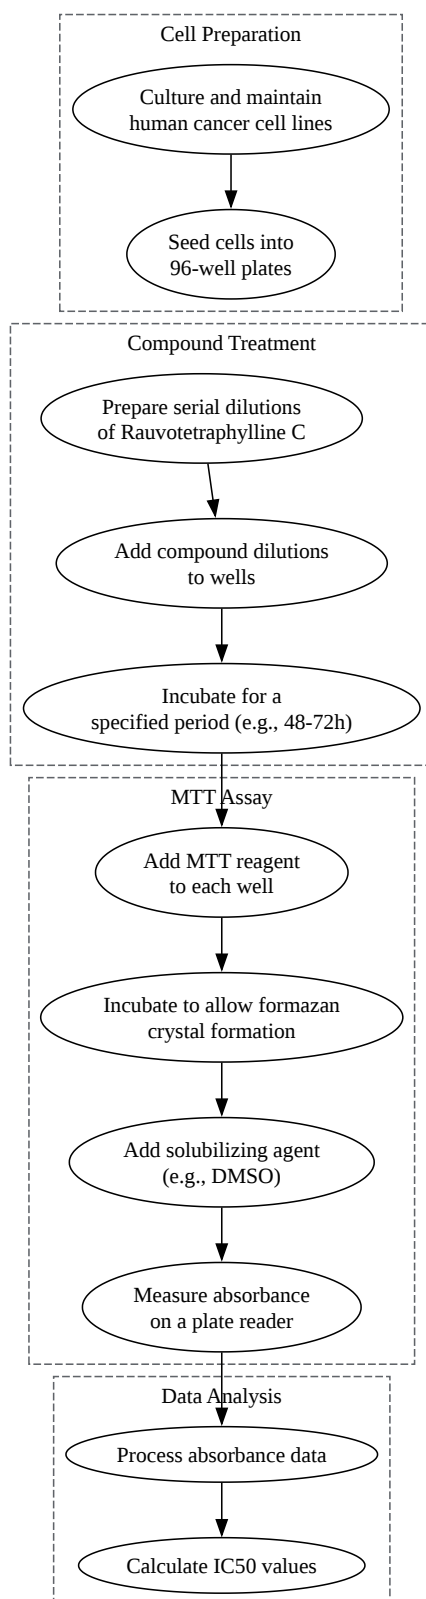 Cell Preparation
Culture and maintain
human cancer cell lines
Seed cells into
96-well plates
Compound Treatment
Prepare serial dilutions
of Rauvotetraphylline C
Add compound dilutions
to wells
Incubate for a
specified period (e.g., 48-72h)
MTT Assay
Add MTT reagent
to each well
Incubate to allow formazan
crystal formation
Add solubilizing agent
(e.g., DMSO)
Measure absorbance
on a plate reader
Data Analysis
Process absorbance data
Calculate IC50 values